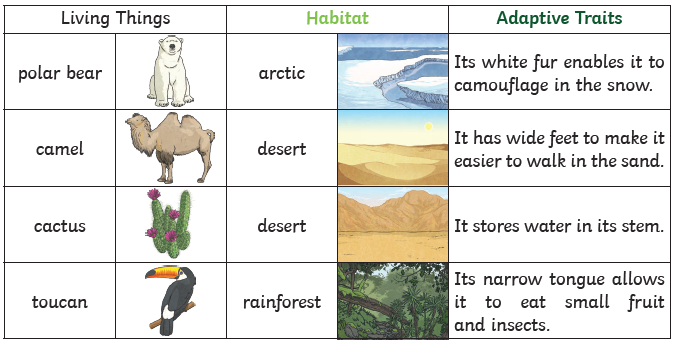 Living Things Habitat Adaptive Traits
polar bear arctic Its white fur enables it to
camouflage in the snow.
camel desert It has wide feet to make it
easier to walk in the sand.
cactus desert It stores water in its stem.
toucan rainforest Its narrow tongue allows
it to eat small fruit
and insects.